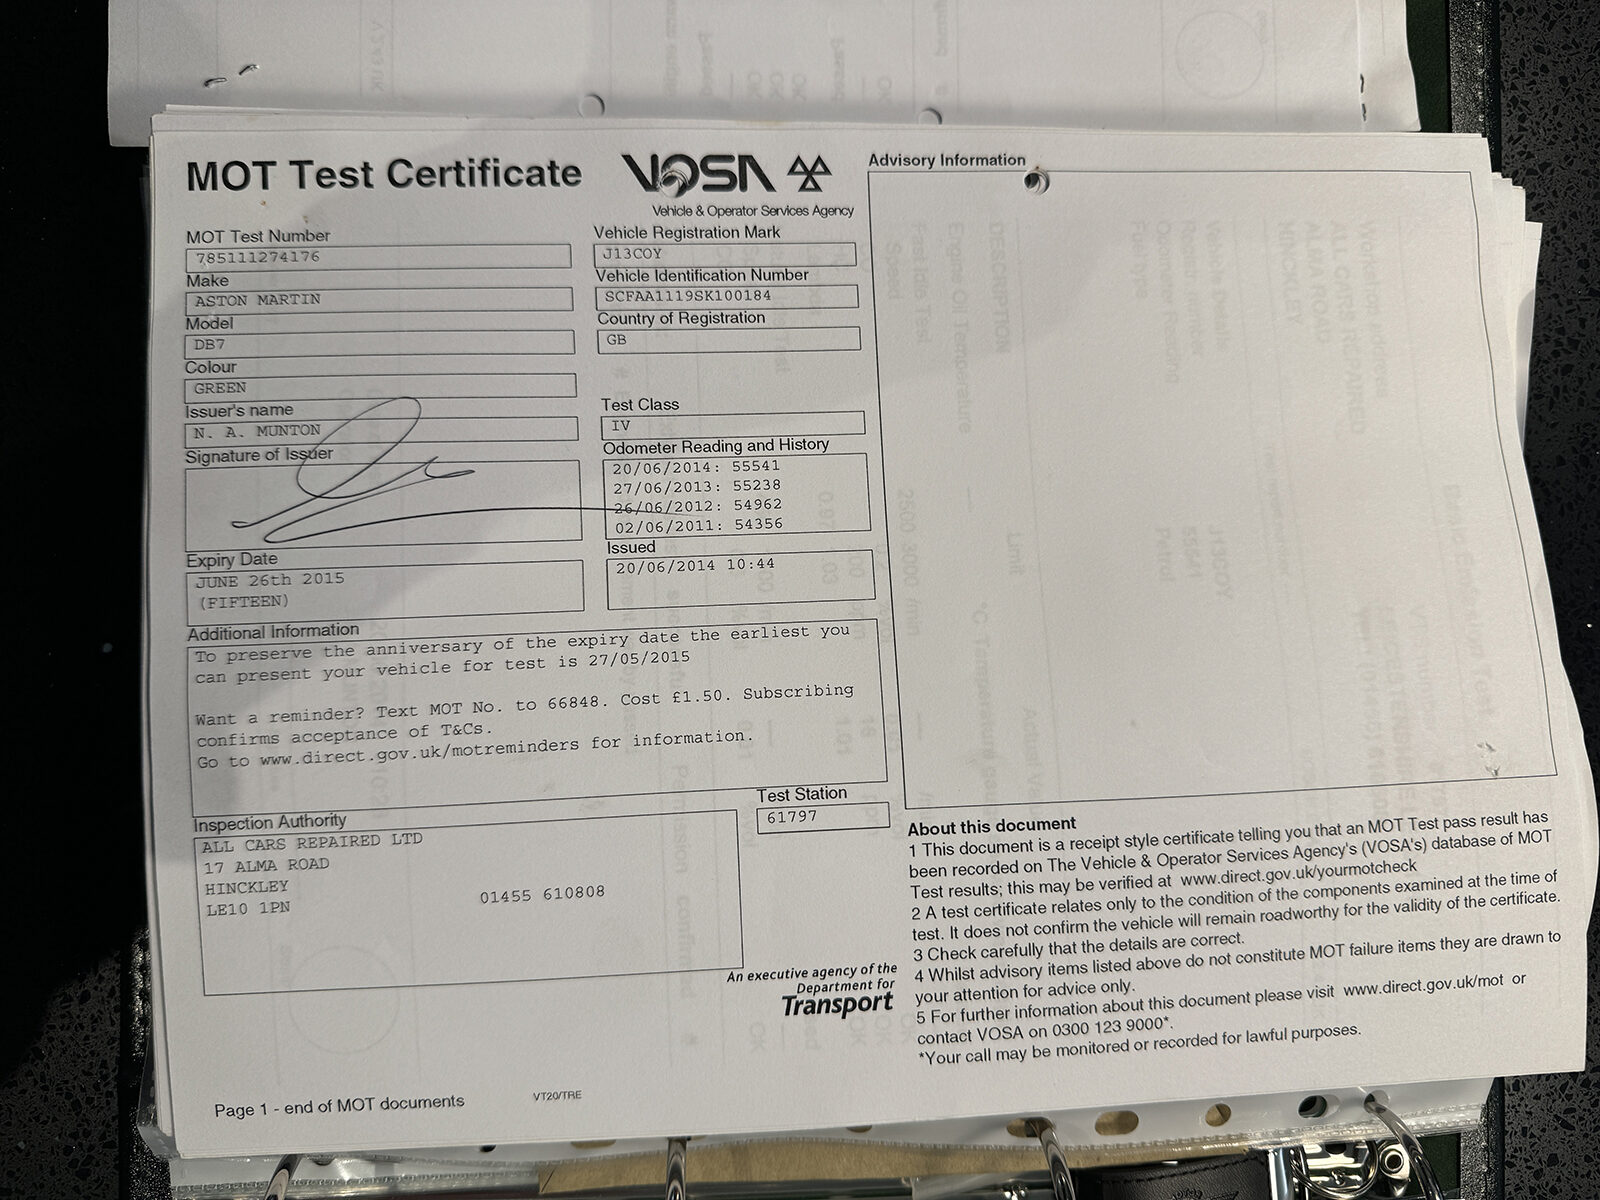 MOT Test Certificate
VOSA
Vehicle & Operator Services Agency
MOT Test Number
785111274176
Make
ASTON MARTIN
Model
DB7
Colour
GREEN
Issuer's name
N. A. MUNTON
Signature of Issuer
Expiry Date
JUNE 26th 2015
(FIFTEEN)
Vehicle Registration Mark
J13COY
Vehicle Identification Number
SCFAA1119SK100184
Country of Registration
GB
Test Class
IV
Odometer Reading and History
20/06/2014: 55541
27/06/2013: 55238
26/06/2012: 54962
02/06/2011: 54356
Issued
20/06/2014 10:44
Additional Information
To preserve the anniversary of the expiry date the earliest you
can present your vehicle for test is 27/05/2015
Want a reminder? Text MOT No. to 66848. Cost £1.50. Subscribing
confirms acceptance of T&Cs.
Go to www.direct.gov.uk/motreminders for information.
Inspection Authority
ALL CARS REPAIRED LTD
17 ALMA ROAD
HINCKLEY
LE10 1PN
01455 610808
Test Station
61797
An executive agency of the
Department for
Transport
Page 1 - end of MOT documents
VT20/TRE
Advisory Information
About this document
1 This document is a receipt style certificate telling you that an MOT Test pass result has
been recorded on The Vehicle & Operator Services Agency's (VOSA's) database of MOT
Test results; this may be verified at www.direct.gov.uk/yourmotcheck
2 A test certificate relates only to the condition of the components examined at the time of
test. It does not confirm the vehicle will remain roadworthy for the validity of the certificate.
3 Check carefully that the details are correct.
4 Whilst advisory items listed above do not constitute MOT failure items they are drawn to
your attention for advice only.
5 For further information about this document please visit www.direct.gov.uk/mot or
contact VOSA on 0300 123 9000*.
*Your call may be monitored or recorded for lawful purposes.